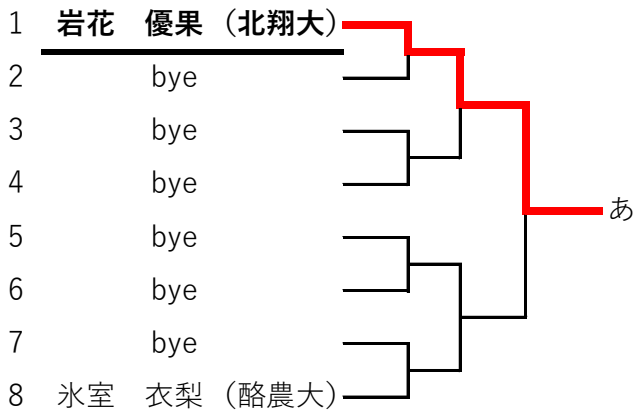 1 岩花 優果（北翔大）
2 bye
3 bye
4 bye
あ
5 bye
6 bye
7 bye
8 氷室 衣梨（酪農大）